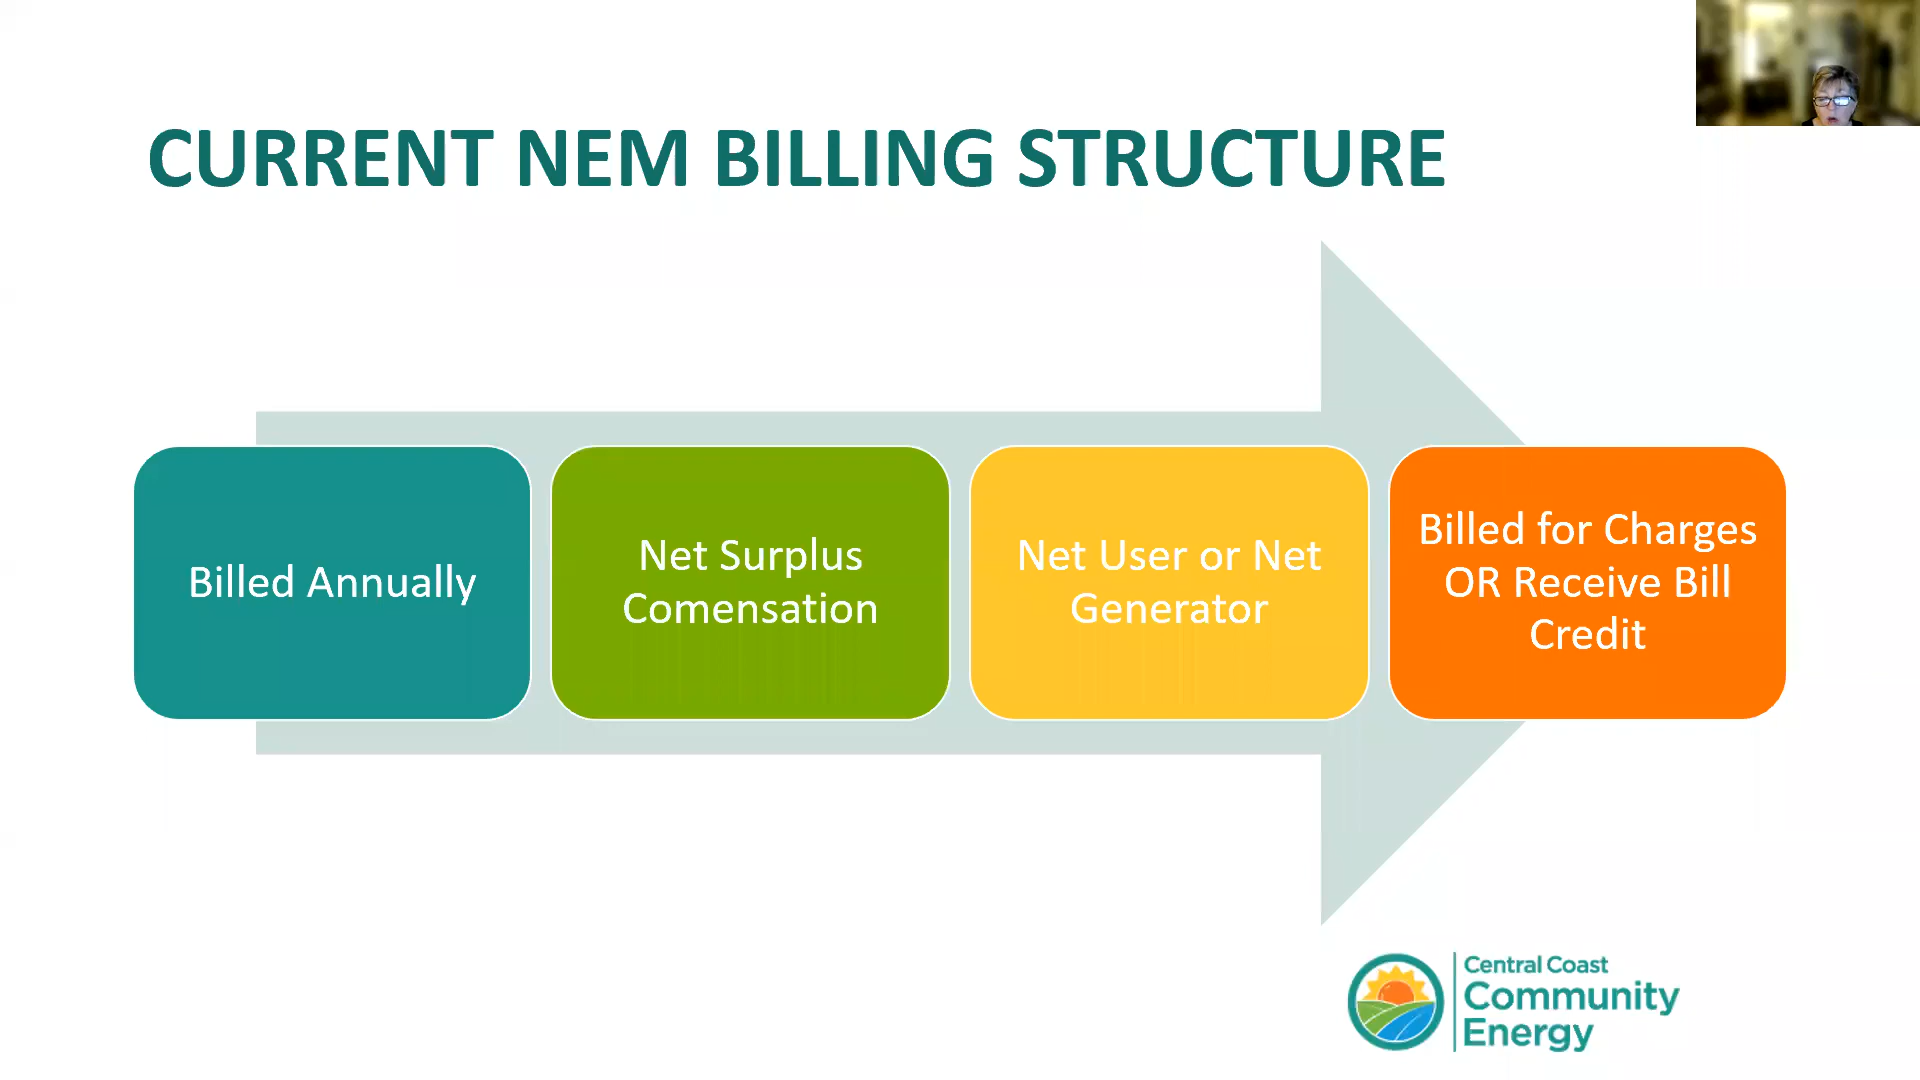 CURRENT NEM BILLING STRUCTURE
Billed Annually
Net Surplus
Comensation
Net User or Net
Generator
Billed for Charges
OR Receive Bill
Credit
Central Coast
Community
Energy